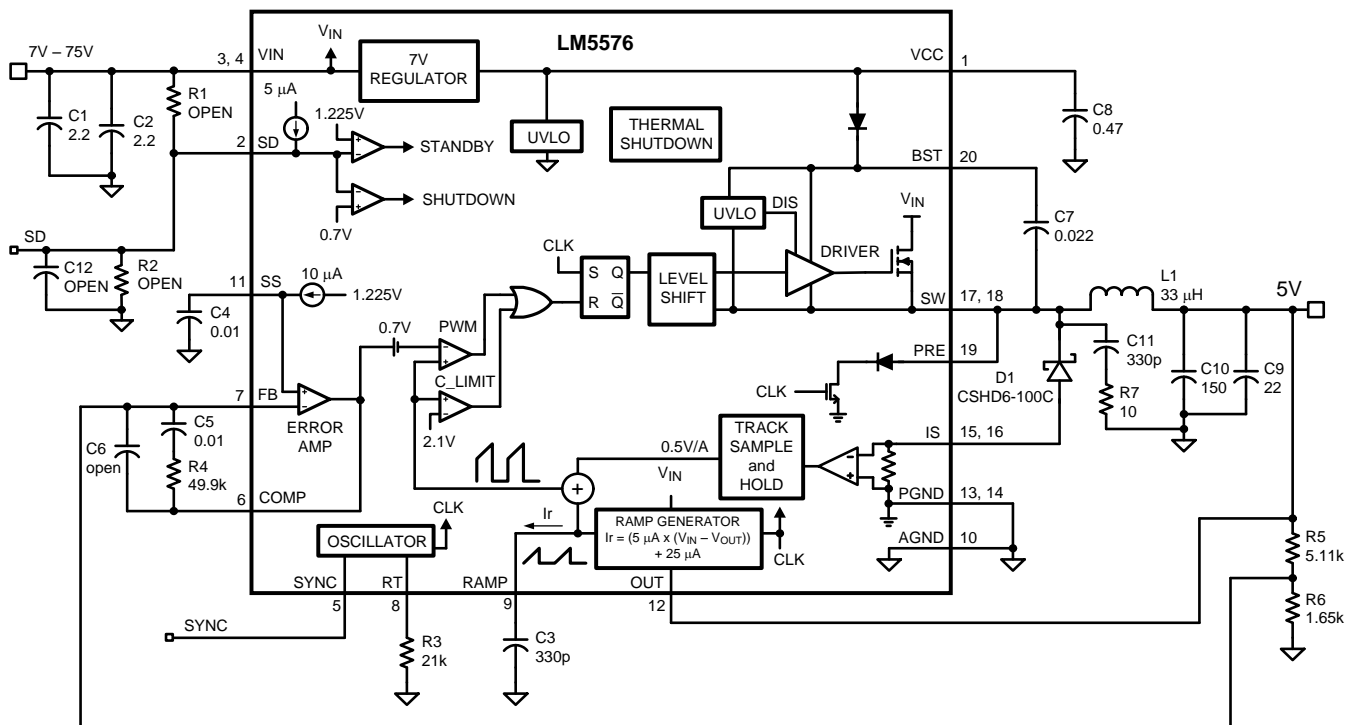 LM5576
7V – 75V
3, 4
VIN
VIN
7V
REGULATOR
VCC
1
C1
2.2
C2
2.2
R1
OPEN
5 µA
1.225V
2
SD
STANDBY
SHUTDOWN
0.7V
UVLO
THERMAL
SHUTDOWN
C8
0.47
BST
20
UVLO
DIS
DRIVER
VIN
C7
0.022
SD
C12
OPEN
R2
OPEN
11
SS
10 µA
1.225V
C4
0.01
CLK
S
Q
R
Q̅
LEVEL
SHIFT
SW
17, 18
L1
33 µH
5V
0.7V
PWM
C_LIMIT
2.1V
PRE
19
CLK
C11
330p
R7
10
D1
CSHD6-100C
C10
150
C9
22
7
FB
ERROR
AMP
C5
0.01
C6
open
R4
49.9k
6
COMP
0.5V/A
TRACK
SAMPLE
and
HOLD
IS
15, 16
PGND
13, 14
AGND
10
CLK
OSCILLATOR
Ir
VIN
RAMP GENERATOR
Ir = (5 µA x (VIN – VOUT))
+ 25 µA
CLK
R5
5.11k
R6
1.65k
SYNC
5
RT
8
RAMP
9
OUT
12
SYNC
R3
21k
C3
330p